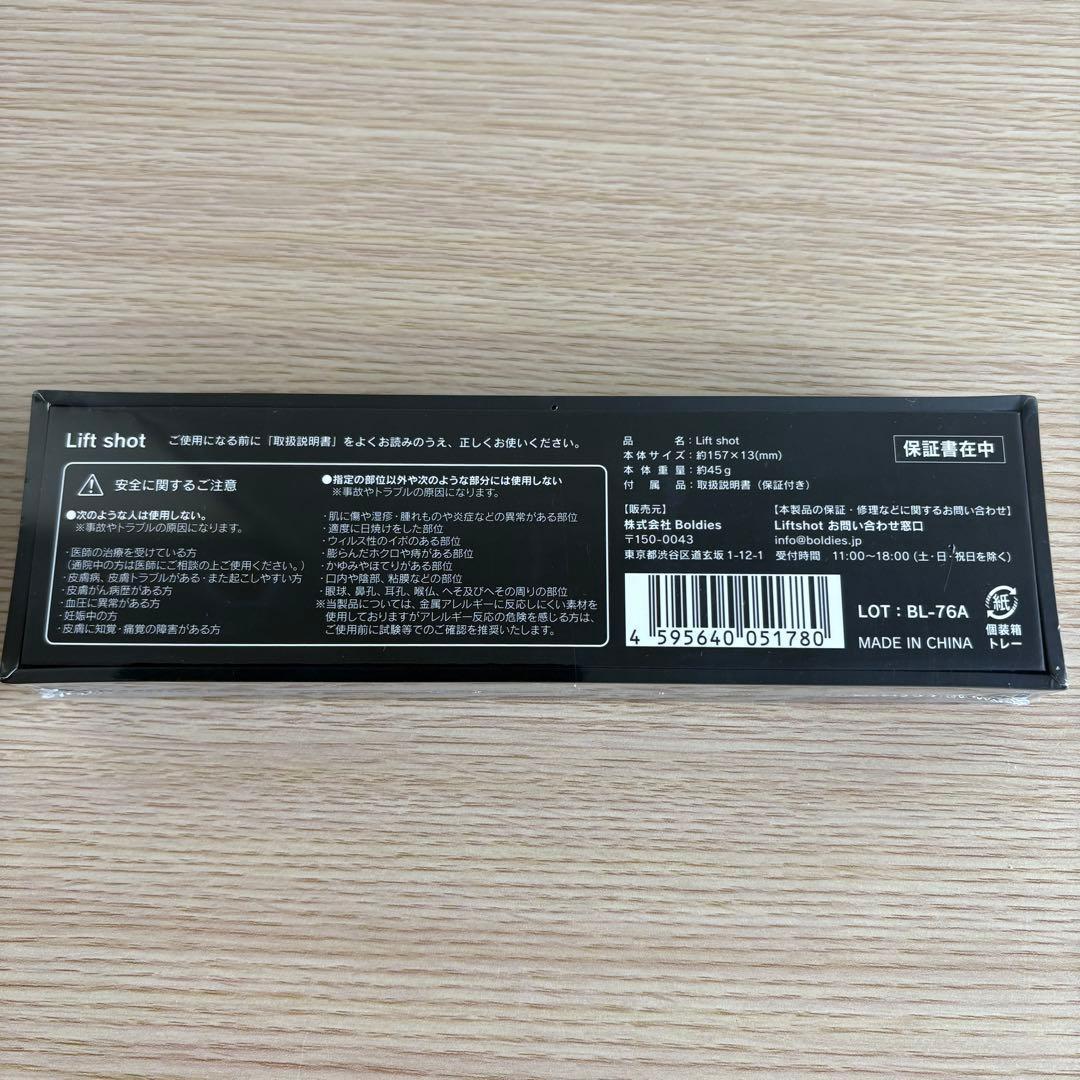 Lift shot ご使用になる前に「取扱説明書」をよくお読みのうえ、正しくお使いください。
安全に関するご注意
●次のような人は使用しない。
※事故やトラブルの原因になります。
・医師の治療を受けている方
(通院中の方は医師にご相談の上ご使用ください。)
・皮膚病、皮膚トラブルがある・また起こしやすい方
・皮膚がん病歴がある方
・血圧に異常がある方
・妊娠中の方
・皮膚に知覚・痛覚の障害がある方
●指定の部位以外や次のような部分には使用しない
※事故やトラブルの原因になります。
・肌に傷や湿疹・腫れものや炎症などの異常がある部位
・適度に日焼けをした部位
・ウィルス性のイボのある部位
・膨らんだホクロや痔がある部位
・かゆみやほてりがある部位
・口内や陰部、粘膜などの部位
・眼球、鼻孔、耳孔、喉仏、へそ及びへその周りの部位
※当製品については、金属アレルギーに反応しにくい素材を
使用しておりますがアレルギー反応の危険を感じる方は、
ご使用前に試験等でのご確認を推奨いたします。
品名:Lift shot
本体サイズ:約157×13(mm)
本体重量:約45g
付属品:取扱説明書(保証付き)
保証書在中
【販売元】
株式会社 Boldies
〒150-0043
東京都渋谷区道玄坂 1-12-1
【本製品の保証・修理などに関するお問い合わせ】
Liftshot お問い合わせ窓口
info@boldies.jp
受付時間 11:00〜18:00 (土・日・祝日を除く)
4 595640 051780
LOT:BL-76A
MADE IN CHINA
紙
個装箱
トレー